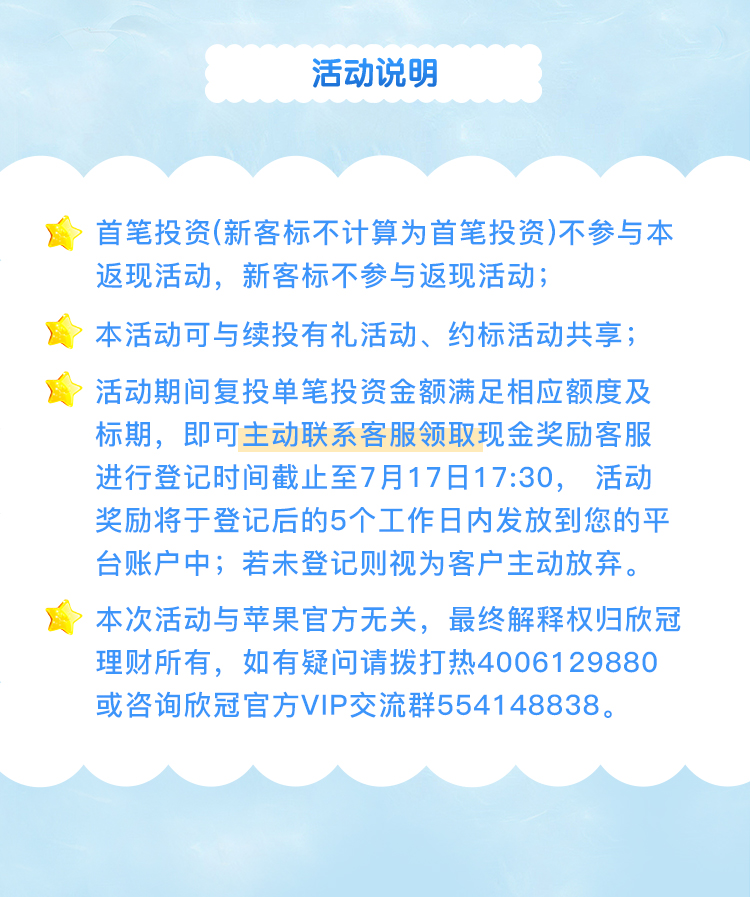 活动说明
首笔投资(新客标不计算为首笔投资)不参与本
返现活动，新客标不参与返现活动；
本活动可与续投有礼活动、约标活动共享；
活动期间复投单笔投资金额满足相应额度及
标期，即可主动联系客服领取现金奖励客服
进行登记时间截止至7月17日17:30， 活动
奖励将于登记后的5个工作日内发放到您的平
台账户中；若未登记则视为客户主动放弃。
本次活动与苹果官方无关，最终解释权归欣冠
理财所有，如有疑问请拨打热4006129880
或咨询欣冠官方VIP交流群554148838。